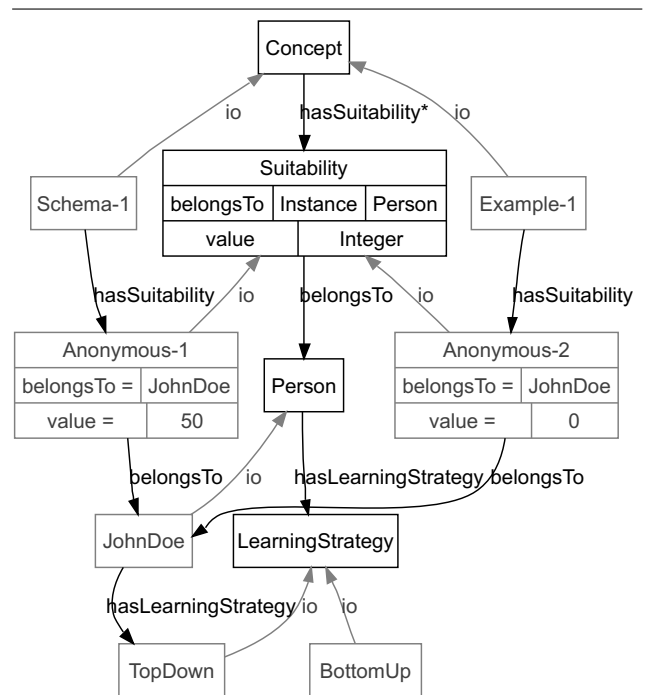 Concept
io
hasSuitability*
io
Suitability
belongsTo Instance Person
value Integer
Schema-1
Example-1
hasSuitability
io
belongsTo
io
hasSuitability
Anonymous-1
belongsTo = JohnDoe
value = 50
Anonymous-2
belongsTo = JohnDoe
value = 0
Person
belongsTo
io
hasLearningStrategy
belongsTo
JohnDoe
LearningStrategy
hasLearningStrategy
io
io
TopDown
BottomUp